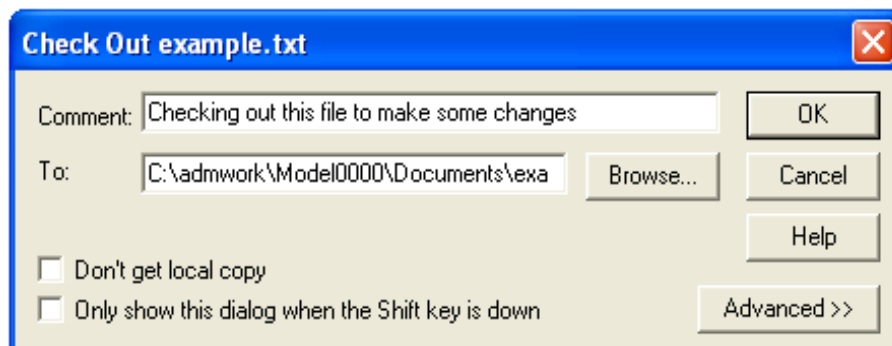 Check Out example.txt
Comment: Checking out this file to make some changes OK
To: C:\admwork\Model0000\Documents\exa Browse... Cancel
Help
Don't get local copy
Only show this dialog when the Shift key is down Advanced >>